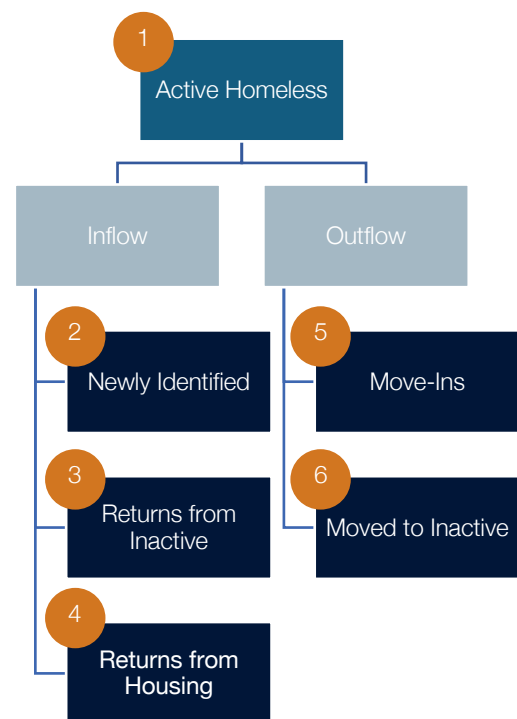 1
Active Homeless
Inflow
Outflow
2
Newly Identified
5
Move-Ins
3
Returns from
Inactive
6
Moved to Inactive
4
Returns from
Housing